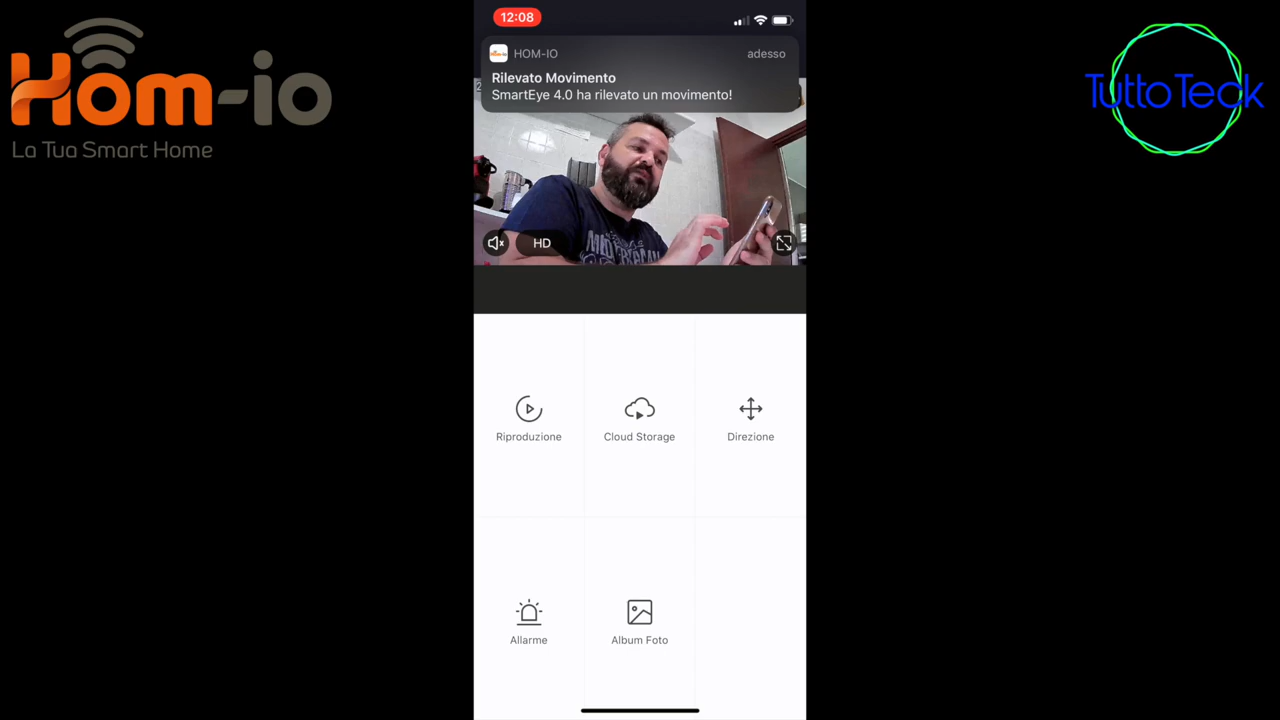 Hom-io
La Tua Smart Home
12:08
HOM-IO
adesso
Rilevato Movimento
SmartEye 4.0 ha rilevato un movimento!
HD
Riproduzione
Cloud Storage
Direzione
Allarme
Album Foto
TuttoTeck